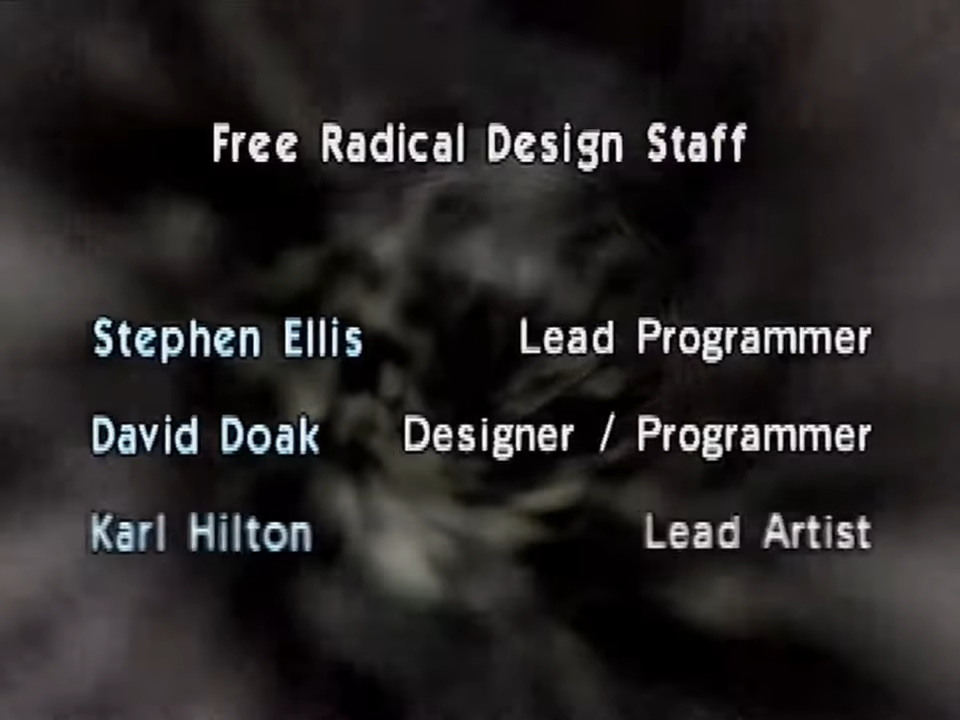 Free Radical Design Staff
Stephen Ellis Lead Programmer
David Doak Designer / Programmer
Karl Hilton Lead Artist